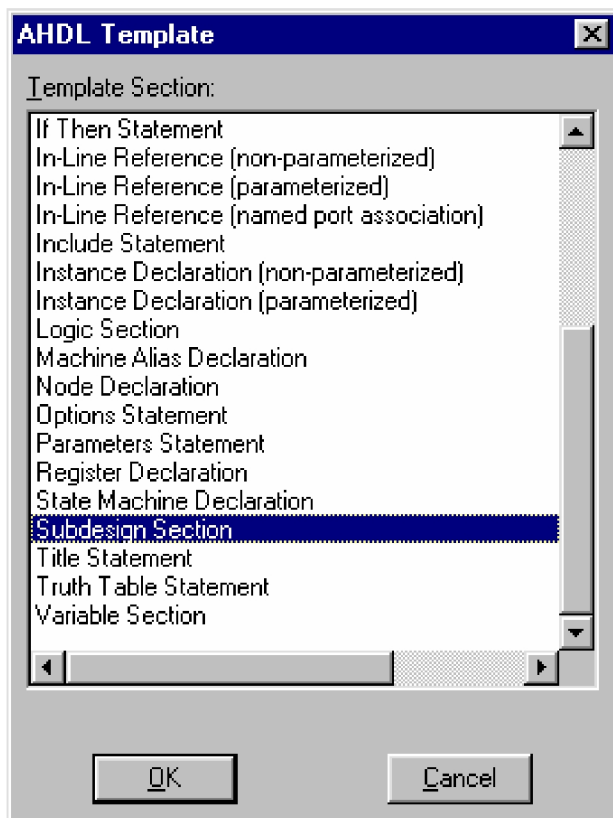 AHDL Template
Template Section:
If Then Statement
In-Line Reference (non-parameterized)
In-Line Reference (parameterized)
In-Line Reference (named port association)
Include Statement
Instance Declaration (non-parameterized)
Instance Declaration (parameterized)
Logic Section
Machine Alias Declaration
Node Declaration
Options Statement
Parameters Statement
Register Declaration
State Machine Declaration
Subdesign Section
Title Statement
Truth Table Statement
Variable Section
OK
Cancel